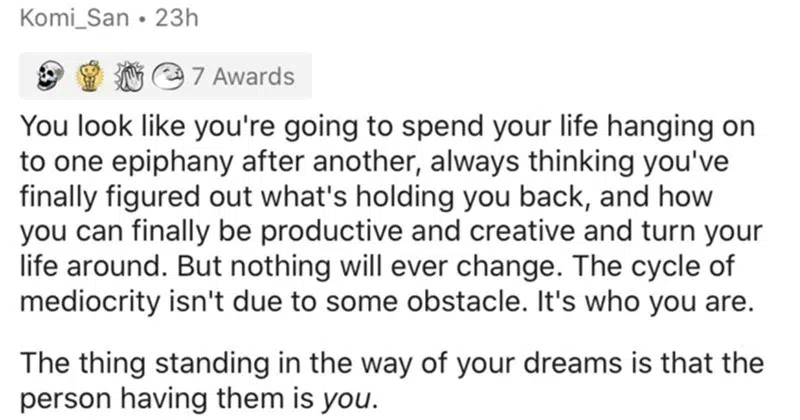 Komi_San • 23h
7 Awards
You look like you're going to spend your life hanging on
to one epiphany after another, always thinking you've
finally figured out what's holding you back, and how
you can finally be productive and creative and turn your
life around. But nothing will ever change. The cycle of
mediocrity isn't due to some obstacle. It's who you are.
The thing standing in the way of your dreams is that the
person having them is you.